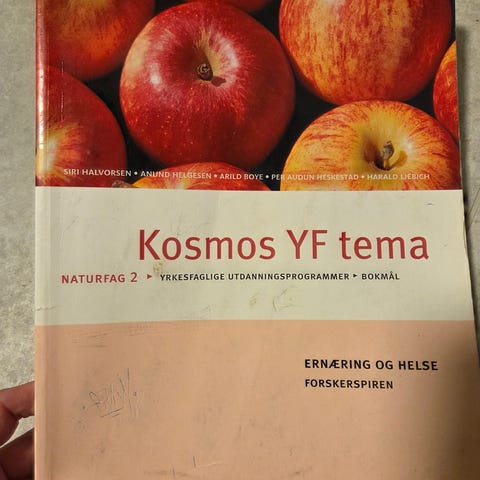 SIRI HALVORSEN • ANUND HELGESEN • ARILD BOYE • PER AUDUN HESKESTAD • HARALD LIEBICH
Kosmos YF tema
NATURFAG 2 ▸ YRKESFAGLIGE UTDANNINGSPROGRAMMER ▸ BOKMÅL
ERNÆRING OG HELSE
FORSKERSPIREN